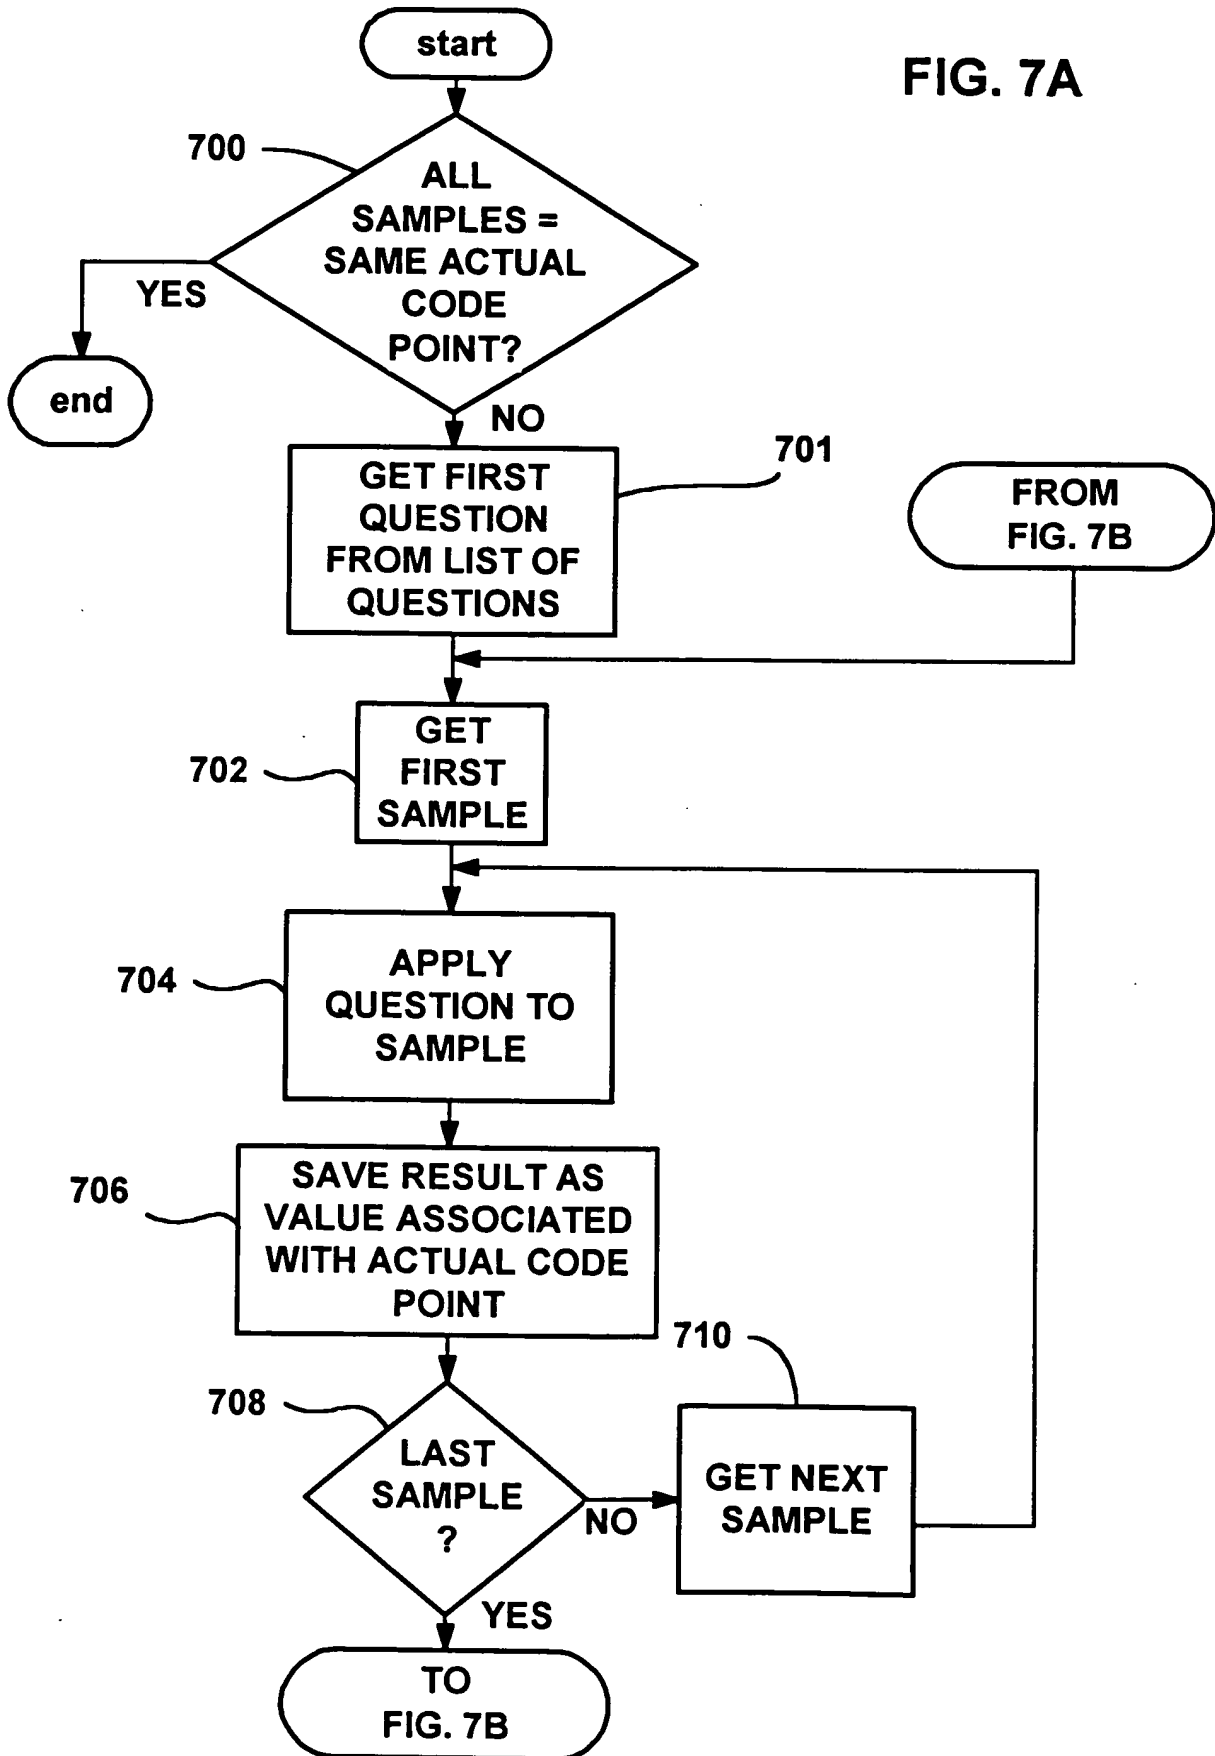 start
FIG. 7A
700
ALL
SAMPLES =
SAME ACTUAL
CODE
POINT?
YES
end
NO
701
GET FIRST
QUESTION
FROM LIST OF
QUESTIONS
FROM
FIG. 7B
702
GET
FIRST
SAMPLE
704
APPLY
QUESTION TO
SAMPLE
706
SAVE RESULT AS
VALUE ASSOCIATED
WITH ACTUAL CODE
POINT
710
708
LAST
SAMPLE
?
NO
GET NEXT
SAMPLE
YES
TO
FIG. 7B